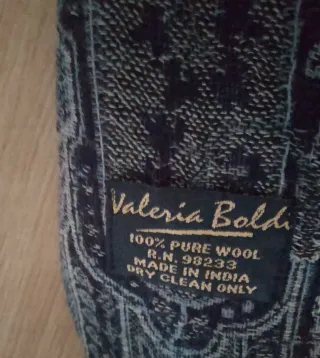 Valeria Boldi
100% PURE WOOL
R.N. 98233
MADE IN INDIA
DRY CLEAN ONLY